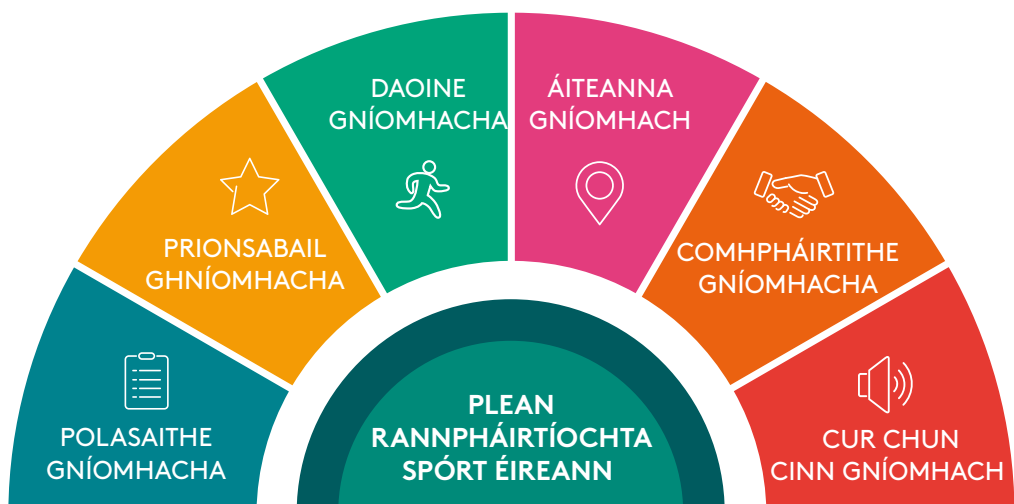 POLASAITHE
GNÍOMHACHA
PRIONSABAIL
GHNÍOMHACHA
DAOINE
GNÍOMHACHA
ÁITEANNA
GNÍOMHACH
COMHPHÁIRTITHE
GNÍOMHACHA
CUR CHUN
CINN GNÍOMHACH
PLEAN
RANNPHÁIRTÍOCHTA
SPÓRT ÉIREANN